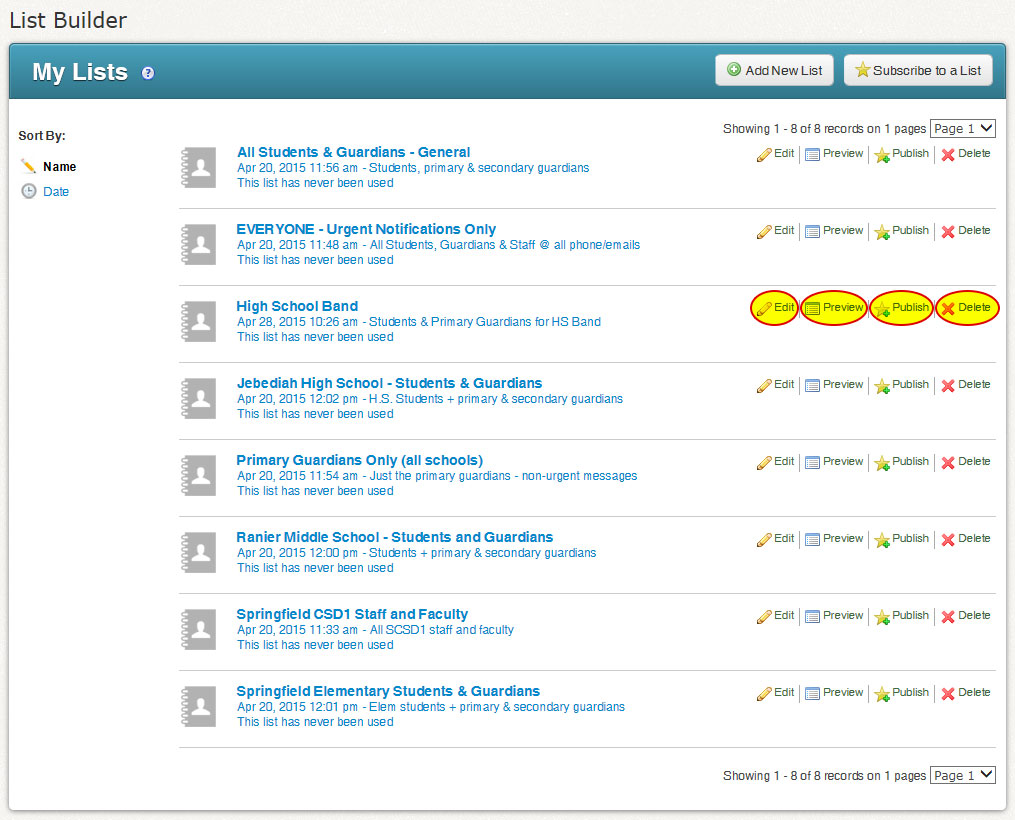 List Builder
My Lists ?
Add New List
Subscribe to a List
Sort By:
Name
Date
Showing 1 - 8 of 8 records on 1 pages Page 1
All Students & Guardians - General
Apr 20, 2015 11:56 am - Students, primary & secondary guardians
This list has never been used
Edit Preview Publish Delete
EVERYONE - Urgent Notifications Only
Apr 20, 2015 11:48 am - All Students, Guardians & Staff @ all phone/emails
This list has never been used
Edit Preview Publish Delete
High School Band
Apr 28, 2015 10:26 am - Students & Primary Guardians for HS Band
This list has never been used
Edit Preview Publish Delete
Jebediah High School - Students & Guardians
Apr 20, 2015 12:02 pm - H.S. Students + primary & secondary guardians
This list has never been used
Edit Preview Publish Delete
Primary Guardians Only (all schools)
Apr 20, 2015 11:54 am - Just the primary guardians - non-urgent messages
This list has never been used
Edit Preview Publish Delete
Ranier Middle School - Students and Guardians
Apr 20, 2015 12:00 pm - Students + primary & secondary guardians
This list has never been used
Edit Preview Publish Delete
Springfield CSD1 Staff and Faculty
Apr 20, 2015 11:33 am - All SCSD1 staff and faculty
This list has never been used
Edit Preview Publish Delete
Springfield Elementary Students & Guardians
Apr 20, 2015 12:01 pm - Elem students + primary & secondary guardians
This list has never been used
Edit Preview Publish Delete
Showing 1 - 8 of 8 records on 1 pages Page 1